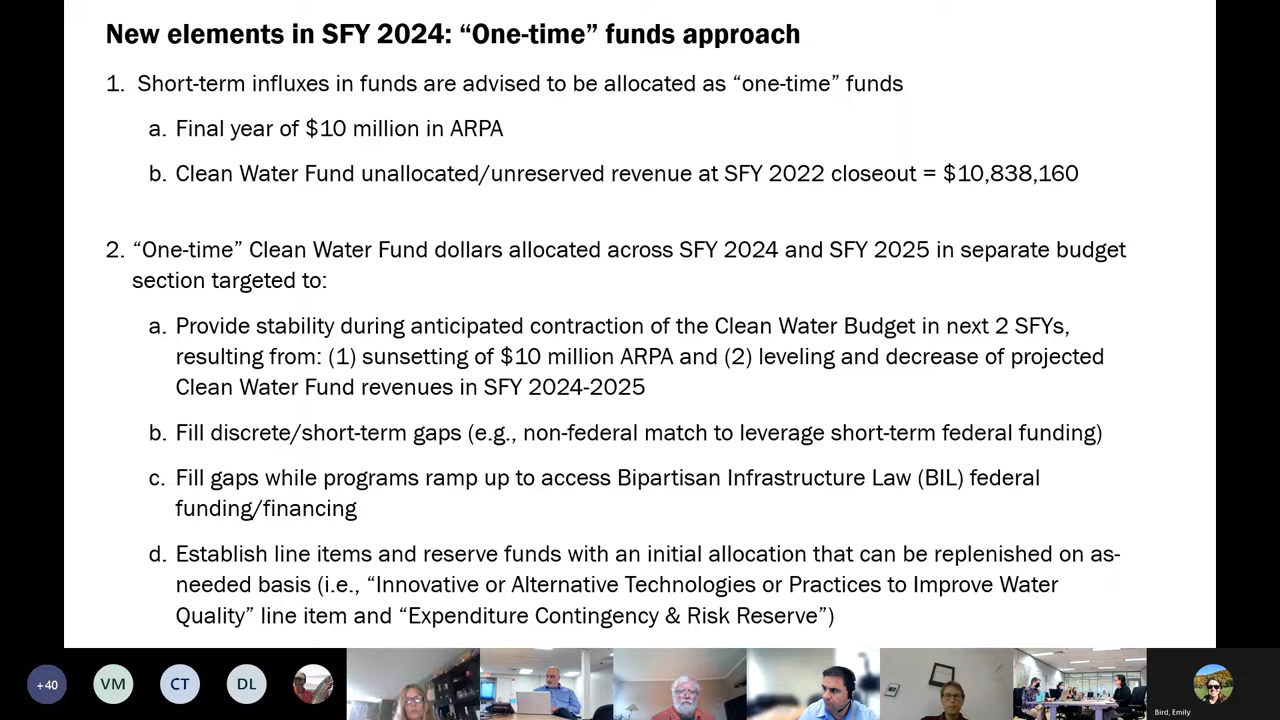 New elements in SFY 2024: “One-time” funds approach
1. Short-term influxes in funds are advised to be allocated as “one-time” funds
a. Final year of $10 million in ARPA
b. Clean Water Fund unallocated/unreserved revenue at SFY 2022 closeout = $10,838,160
2. “One-time” Clean Water Fund dollars allocated across SFY 2024 and SFY 2025 in separate budget
section targeted to:
a. Provide stability during anticipated contraction of the Clean Water Budget in next 2 SFYs,
resulting from: (1) sunsetting of $10 million ARPA and (2) leveling and decrease of projected
Clean Water Fund revenues in SFY 2024-2025
b. Fill discrete/short-term gaps (e.g., non-federal match to leverage short-term federal funding)
c. Fill gaps while programs ramp up to access Bipartisan Infrastructure Law (BIL) federal
funding/financing
d. Establish line items and reserve funds with an initial allocation that can be replenished on as-
needed basis (i.e., “Innovative or Alternative Technologies or Practices to Improve Water
Quality” line item and “Expenditure Contingency & Risk Reserve”)
+40
VM
CT
DL
Bird, Emily